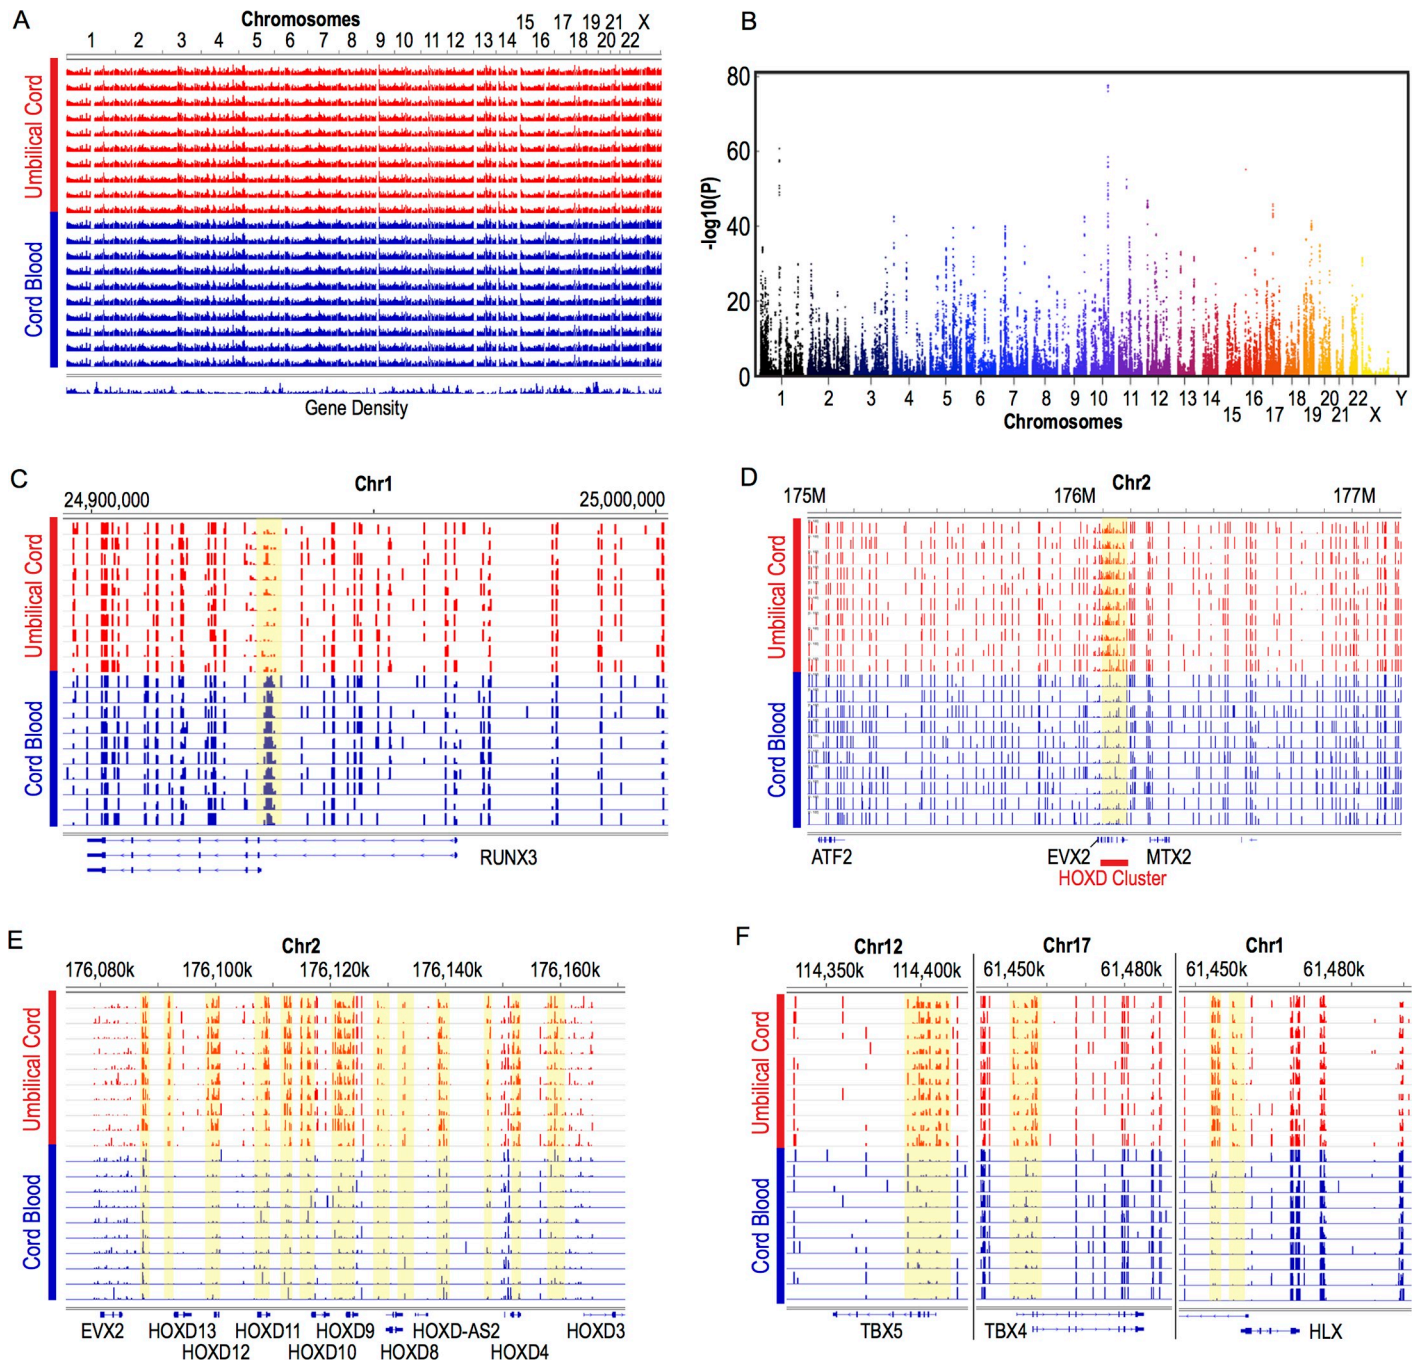 A
Chromosomes
15 17 19 21 X
1 2 3 4 5 6 7 8 9 10 11 12 13 14 16 18 20 22
Umbilical Cord
Cord Blood
Gene Density
B
80
60
40
20
0
-log10(P)
1 2 3 4 5 6 7 8 9 10 11 12 13 14 16 18 20 22 Y
15 17 19 21 X
Chromosomes
C
Chr1
24,900,000 25,000,000
Umbilical Cord
Cord Blood
RUNX3
D
Chr2
175M 176M 177M
Umbilical Cord
Cord Blood
ATF2 EVX2 MTX2
HOXD Cluster
E
Chr2
176,080k 176,100k 176,120k 176,140k 176,160k
Umbilical Cord
Cord Blood
EVX2 HOXD13 HOXD11 HOXD9 HOXD-AS2 HOXD3
HOXD12 HOXD10 HOXD8 HOXD4
F
Chr12 Chr17 Chr1
114,350k 114,400k 61,450k 61,480k 61,450k 61,480k
Umbilical Cord
Cord Blood
TBX5 TBX4 HLX